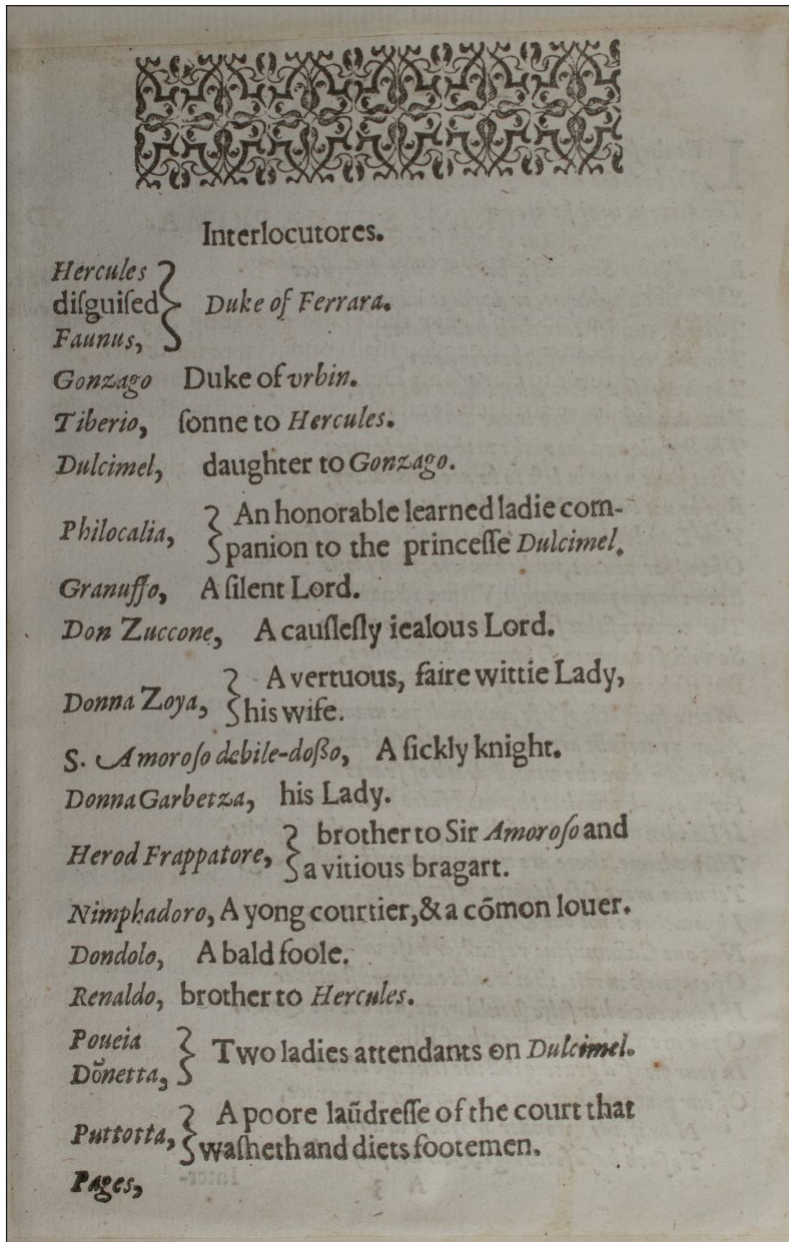 Interlocutores.
Hercules
diſguiſed Duke of Ferrara.
Faunus,
Gonzago Duke of vrbin.
Tiberio, ſonne to Hercules.
Dulcimel, daughter to Gonzago.
Philocalia, An honorable learned ladie com-
panion to the princeſſe Dulcimel.
Granuffo, A ſilent Lord.
Don Zuccone, A cauſleſly iealous Lord.
Donna Zoya, A vertuous, faire wittie Lady,
his wife.
S. Amoroſo debile-doßo, A ſickly knight.
Donna Garbetza, his Lady.
Herod Frappatore, brother to Sir Amoroſo and
a vitious bragart.
Nimphadoro, A yong courtier, & a cōmon louer.
Dondolo, A bald foole.
Renaldo, brother to Hercules.
Poueia
Dõnetta, Two ladies attendants on Dulcimel.
Puttotta, A poore laũdreſſe of the court that
waſheth and diets footemen.
Pages,